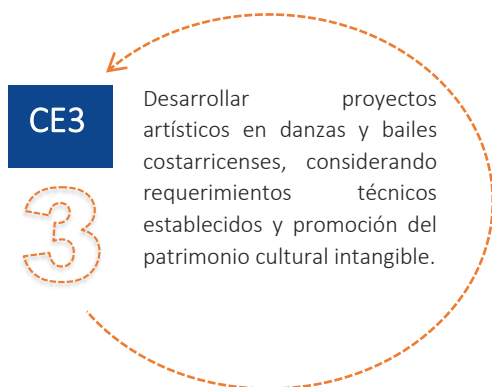 CE3
3
Desarrollar proyectos
artísticos en danzas y bailes
costarricenses, considerando
requerimientos técnicos
establecidos y promoción del
patrimonio cultural intangible.